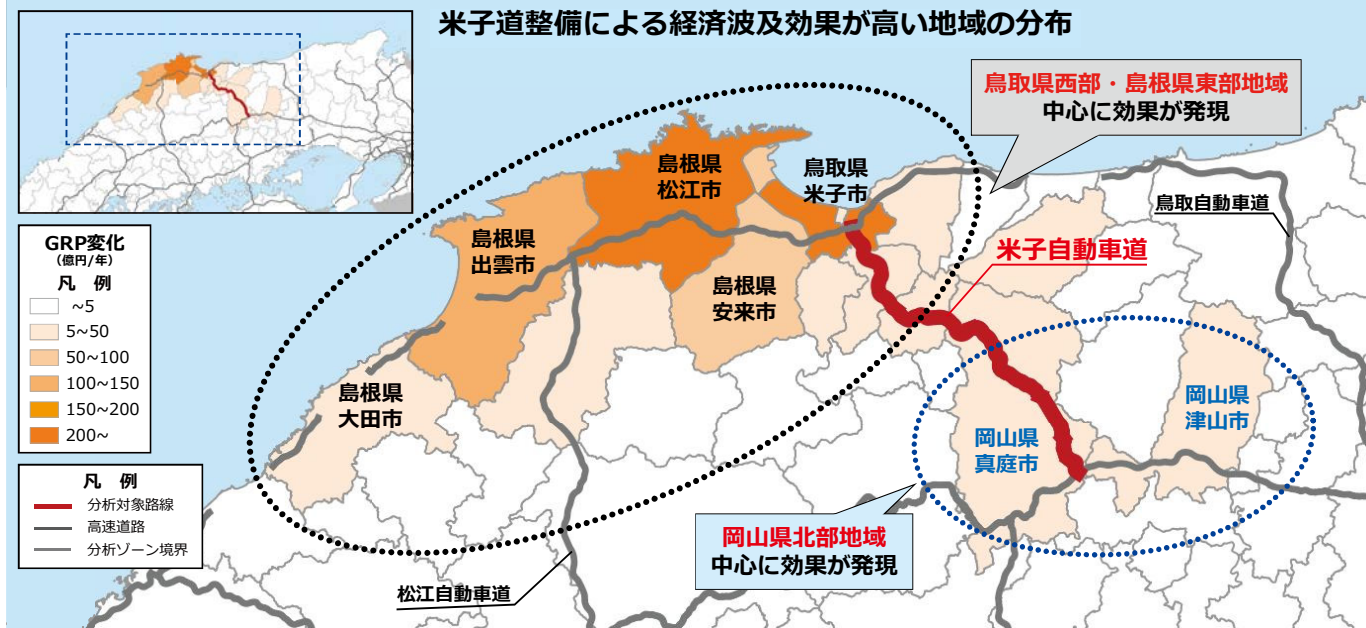 米子道整備による経済波及効果が高い地域の分布
鳥取県西部・島根県東部地域
中心に効果が発現
島根県
松江市
鳥取県
米子市
鳥取自動車道
GRP変化
(億円/年)
凡 例
~5
5~50
50~100
100~150
150~200
200~
島根県
出雲市
米子自動車道
島根県
安来市
島根県
大田市
岡山県
津山市
岡山県
真庭市
凡 例
分析対象路線
高速道路
分析ゾーン境界
岡山県北部地域
中心に効果が発現
松江自動車道